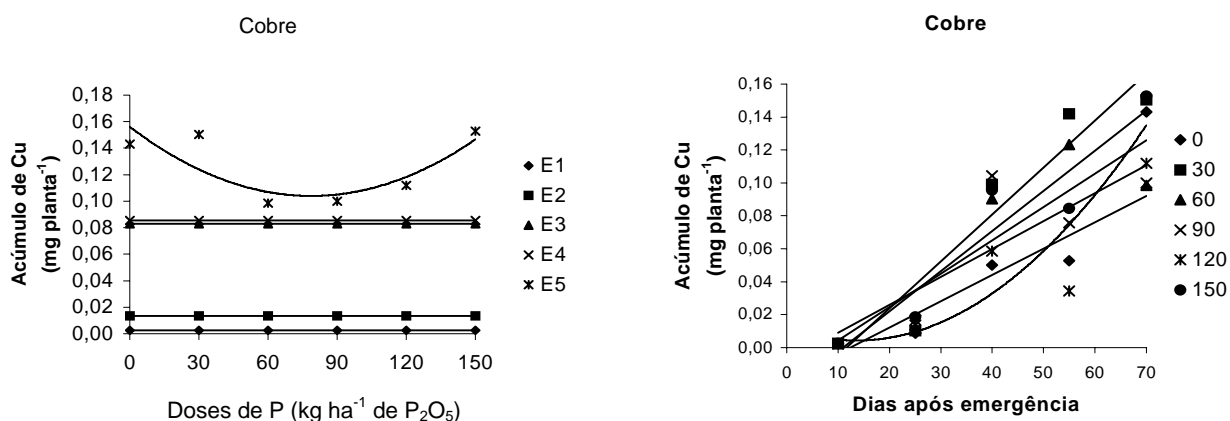 Cobre
Acúmulo de Cu
(mg planta-1)
0,18
0,16
0,14
0,12
0,10
0,08
0,06
0,04
0,02
0,00
0 30 60 90 120 150
Doses de P (kg ha-1 de P2O5)
E1
E2
E3
E4
E5
Cobre
Acúmulo de Cu
(mg planta-1)
0,16
0,14
0,12
0,10
0,08
0,06
0,04
0,02
0,00
0 10 20 30 40 50 60 70
Dias após emergência
0
30
60
90
120
150